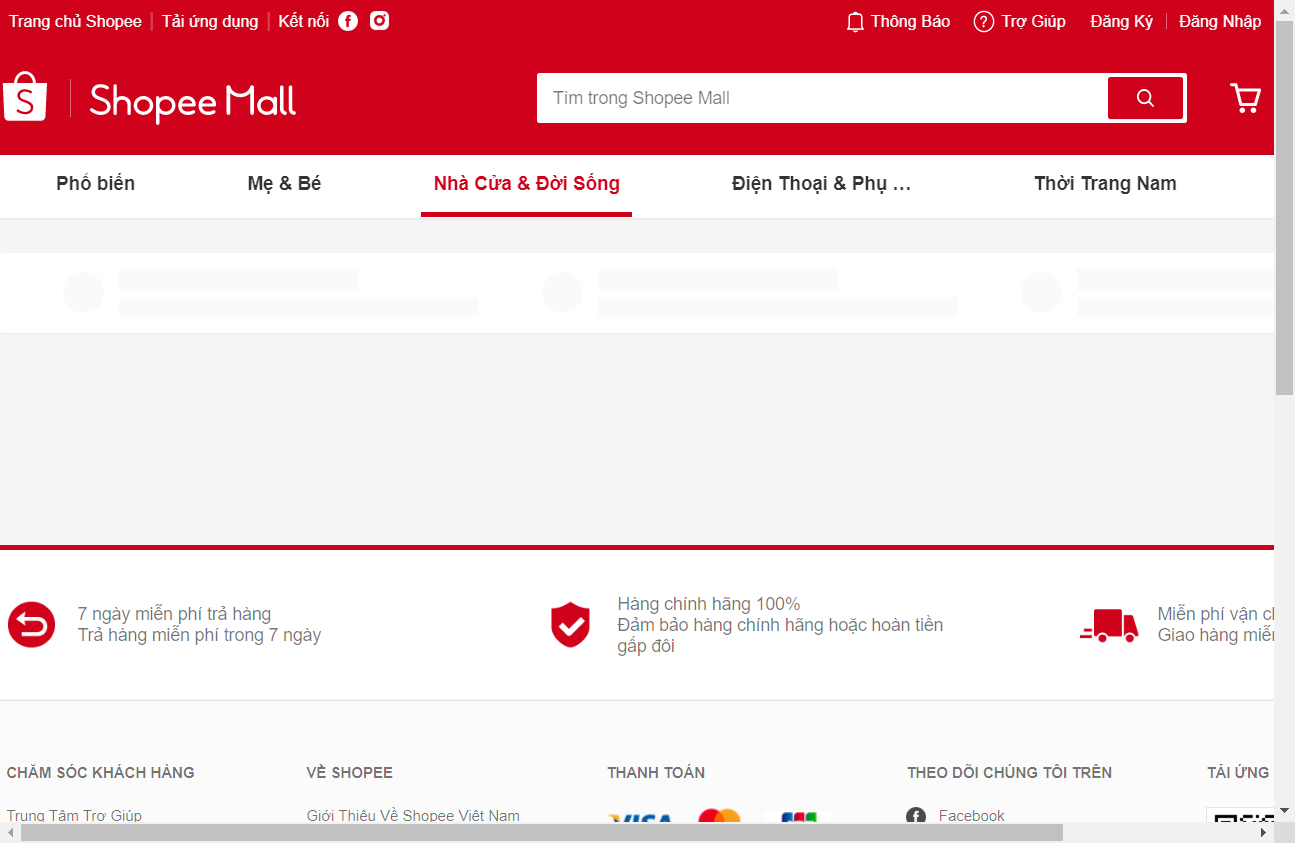 Trang chủ Shopee Tải ứng dụng Kết nối Thông Báo Trợ Giúp Đăng Ký Đăng Nhập
S Shopee Mall
Tìm trong Shopee Mall
Phổ biến Mẹ & Bé Nhà Cửa & Đời Sống Điện Thoại & Phụ ... Thời Trang Nam
7 ngày miễn phí trả hàng
Trả hàng miễn phí trong 7 ngày
Hàng chính hãng 100%
Đảm bảo hàng chính hãng hoặc hoàn tiền
gấp đôi
Miễn phí vận
Giao hàng
CHĂM SÓC KHÁCH HÀNG VỀ SHOPEE THANH TOÁN THEO DÕI CHÚNG TÔI TRÊN TẢI ỨNG
Trung Tâm Trợ Giúp Giới Thiệu Về Shopee Việt Nam VISA Facebook